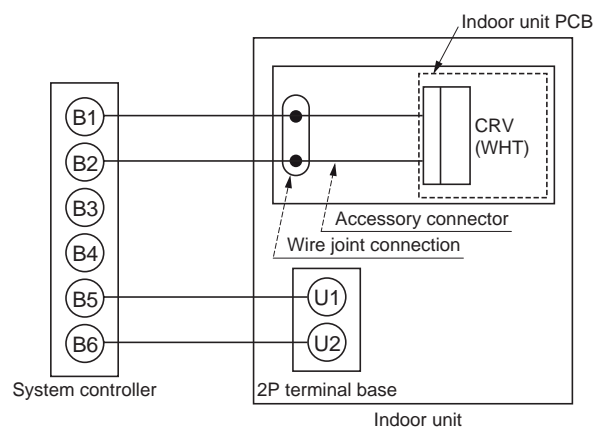 Indoor unit PCB
B1
B2
B3
B4
B5
B6
CRV
(WHT)
Accessory connector
Wire joint connection
U1
U2
System controller
2P terminal base
Indoor unit